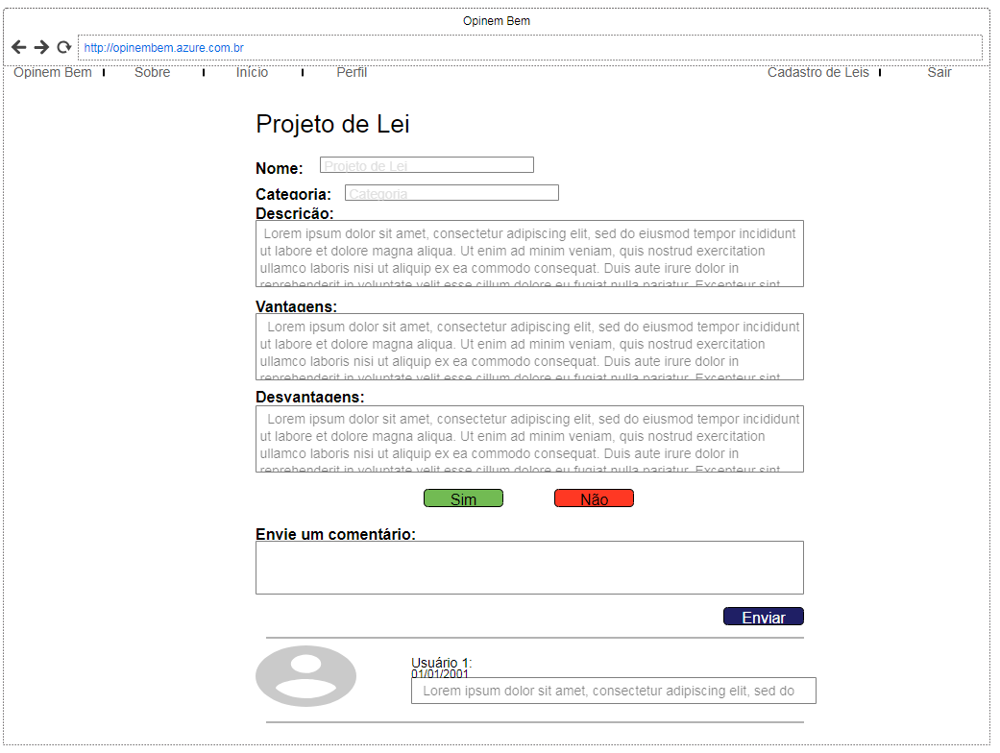 Opinem Bem
http://opinembem.azure.com.br
Opinem Bem Sobre Início Perfil Cadastro de Leis Sair
Projeto de Lei
Nome: Projeto de Lei
Categoria: Categoria
Descrição:
Lorem ipsum dolor sit amet, consectetur adipiscing elit, sed do eiusmod tempor incididunt
ut labore et dolore magna aliqua. Ut enim ad minim veniam, quis nostrud exercitation
ullamco laboris nisi ut aliquip ex ea commodo consequat. Duis aute irure dolor in
reprehenderit in voluptate velit esse cillum dolore eu fugiat nulla pariatur. Excepteur sint
Vantagens:
Lorem ipsum dolor sit amet, consectetur adipiscing elit, sed do eiusmod tempor incididunt
ut labore et dolore magna aliqua. Ut enim ad minim veniam, quis nostrud exercitation
ullamco laboris nisi ut aliquip ex ea commodo consequat. Duis aute irure dolor in
reprehenderit in voluptate velit esse cillum dolore eu fugiat nulla pariatur. Excepteur sint
Desvantagens:
Lorem ipsum dolor sit amet, consectetur adipiscing elit, sed do eiusmod tempor incididunt
ut labore et dolore magna aliqua. Ut enim ad minim veniam, quis nostrud exercitation
ullamco laboris nisi ut aliquip ex ea commodo consequat. Duis aute irure dolor in
reprehenderit in voluptate velit esse cillum dolore eu fugiat nulla pariatur. Excepteur sint
Sim Não
Envie um comentário:
Enviar
Usuário 1:
01/01/2001
Lorem ipsum dolor sit amet, consectetur adipiscing elit, sed do